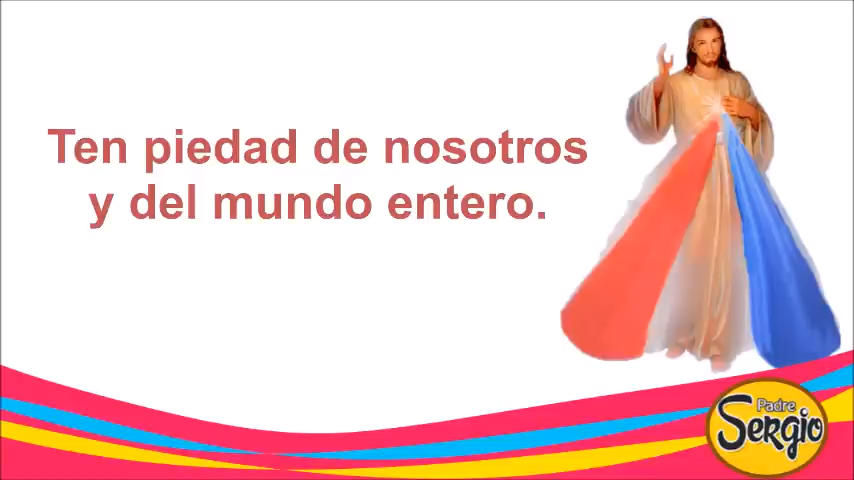 Ten piedad de nosotros
y del mundo entero.
Padre
Sergio